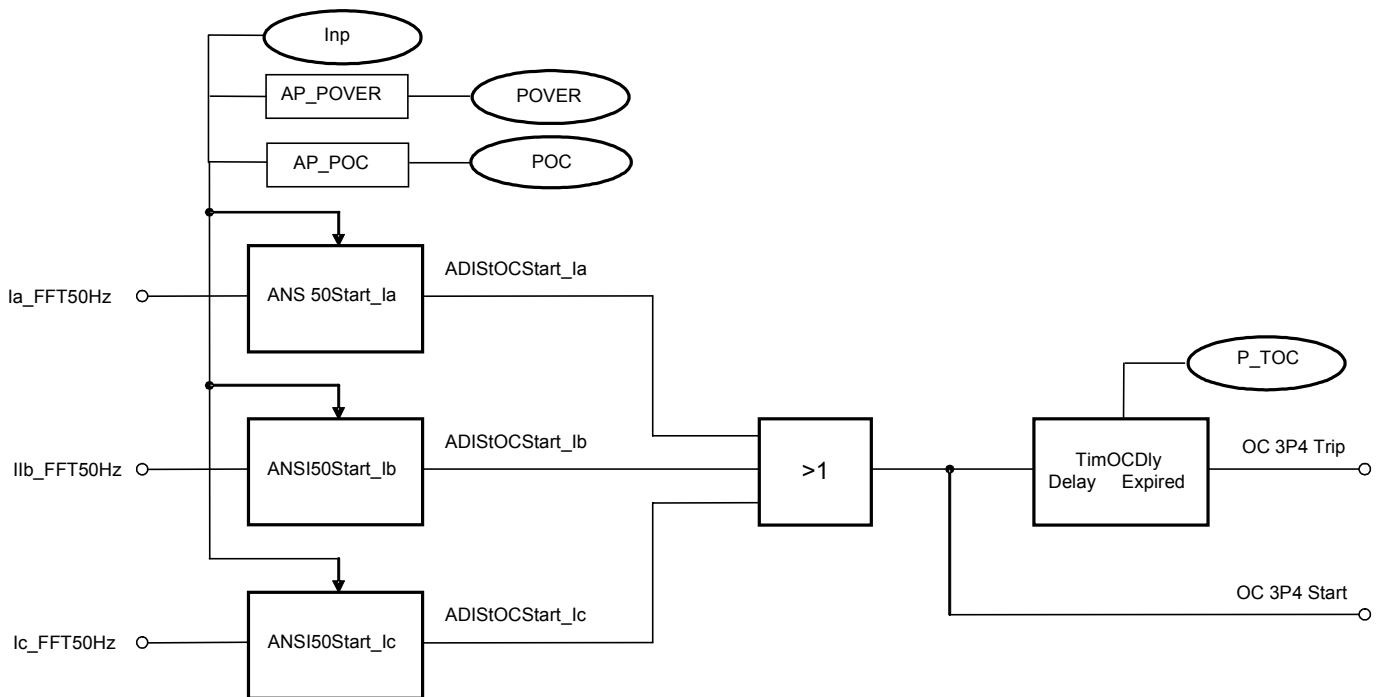 Inp
AP_POVER
POVER
AP_POC
POC
Ia_FFT50Hz
ANS 50Start_Ia
ADIStOCStart_Ia
IIb_FFT50Hz
ANSI50Start_Ib
ADIStOCStart_Ib
Ic_FFT50Hz
ANSI50Start_Ic
ADIStOCStart_Ic
>1
P_TOC
TimOCDly
Delay Expired
OC 3P4 Trip
OC 3P4 Start